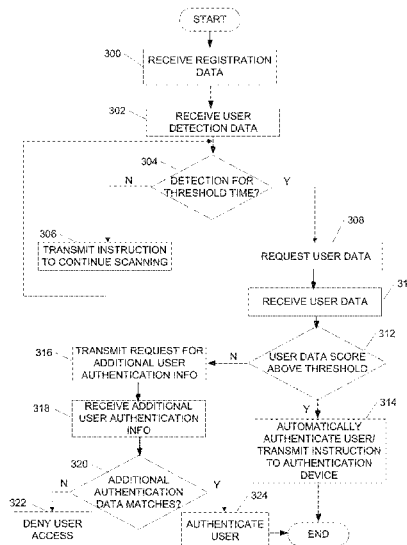 START
300
RECEIVE REGISTRATION
DATA
302
RECEIVE USER
DETECTION DATA
304
DETECTION FOR
THRESHOLD TIME?
N
Y
306
TRANSMIT INSTRUCTION
TO CONTINUE SCANNING
308
REQUEST USER DATA
31
RECEIVE USER DATA
312
USER DATA SCORE
ABOVE THRESHOLD
N
Y
316
TRANSMIT REQUEST FOR
ADDITIONAL USER
AUTHENTICATION INFO
314
AUTOMATICALLY
AUTHENTICATE USER/
TRANSMIT INSTRUCTION
TO AUTHENTICATION
DEVICE
318
RECEIVE ADDITIONAL
USER AUTHENTICATION
INFO
320
ADDITIONAL
AUTHENTICATION
DATA MATCHES?
N
Y
322
DENY USER
ACCESS
324
AUTHENTICATE
USER
END